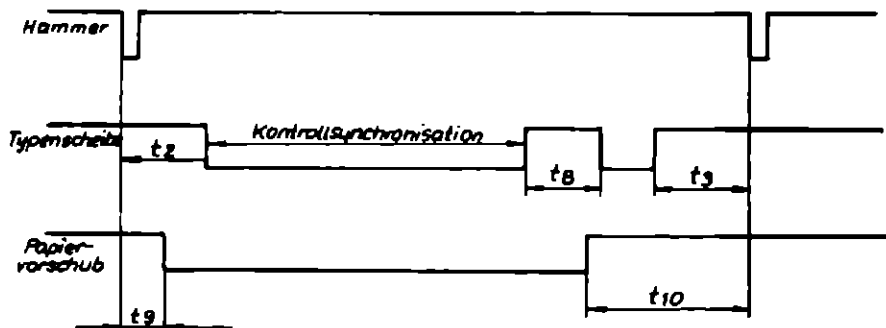 Hammer
Typenscheibe
t2
Kontrollsynchronisation
t8
t3
Papier-
vorschub
t9
t10